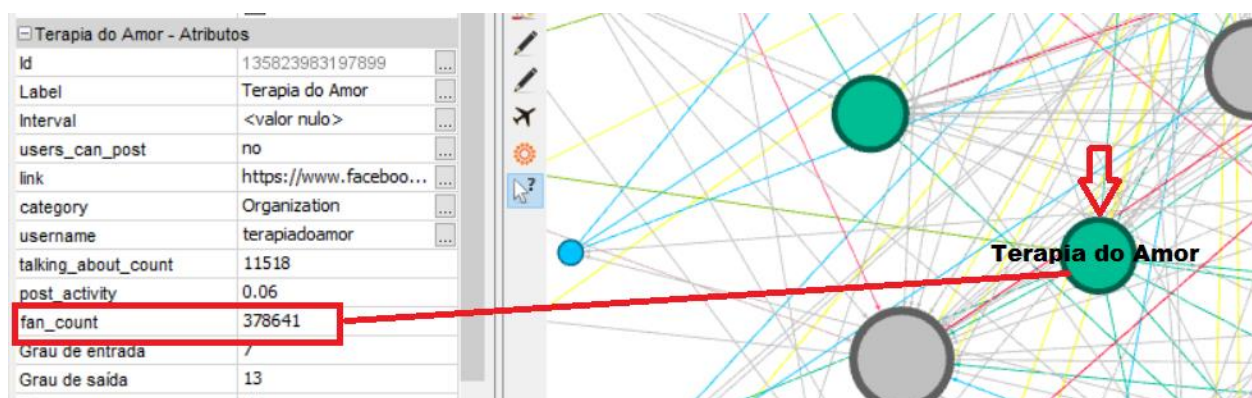 Terapia do Amor - Atributos
Id 135823983197899 ...
Label Terapia do Amor ...
Interval <valor nulo> ...
users_can_post no ...
link https://www.faceboo... ...
category Organization ...
username terapiadoamor ...
talking_about_count 11518
post_activity 0.06
fan_count 378641
Grau de entrada 7
Grau de saída 13
?
Terapia do Amor